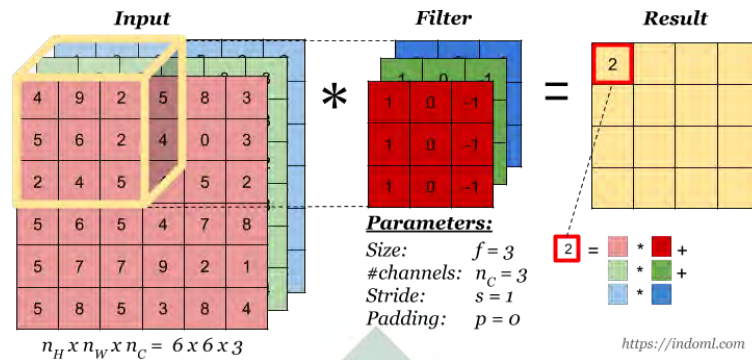 Input Filter Result
4 9 2 5 8 3
5 6 2 4 0 3
2 4 5 4 5 2
5 6 5 4 7 8
5 7 7 9 2 1
5 8 5 3 8 4
n_H x n_W x n_C = 6 x 6 x 3
*
1 0 -1
1 0 -1
1 0 -1
1 0 -1
Parameters:
Size: f = 3
#channels: n_C = 3
Stride: s = 1
Padding: p = 0
=
2
2 = * +
* +
*
https://indoml.com